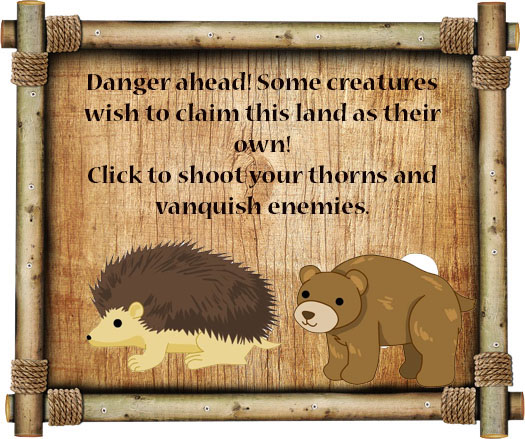 Danger ahead! Some creatures
wish to claim this land as their
own!
Click to shoot your thorns and
vanquish enemies.